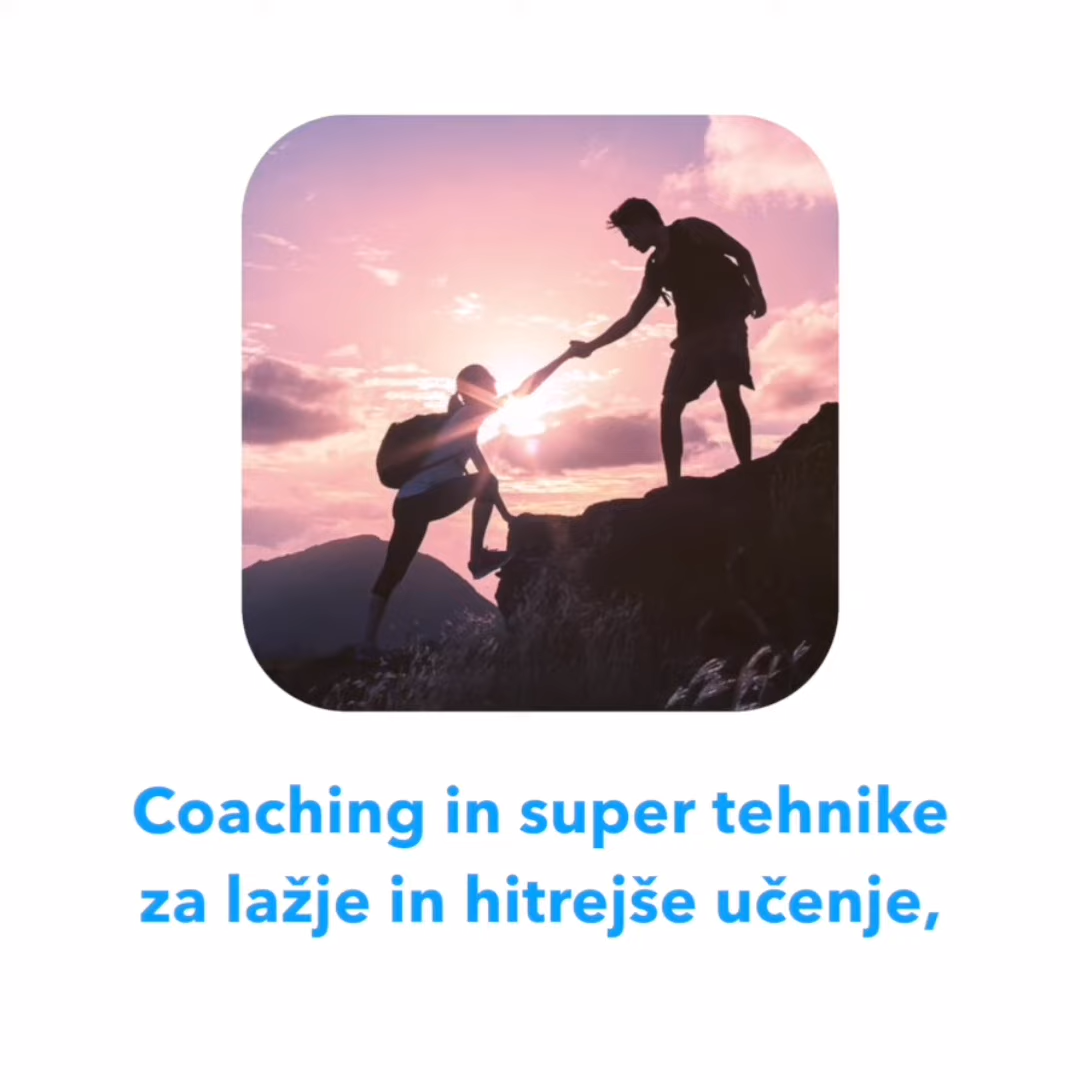 Coaching in super tehnike
za lažje in hitrejše učenje,